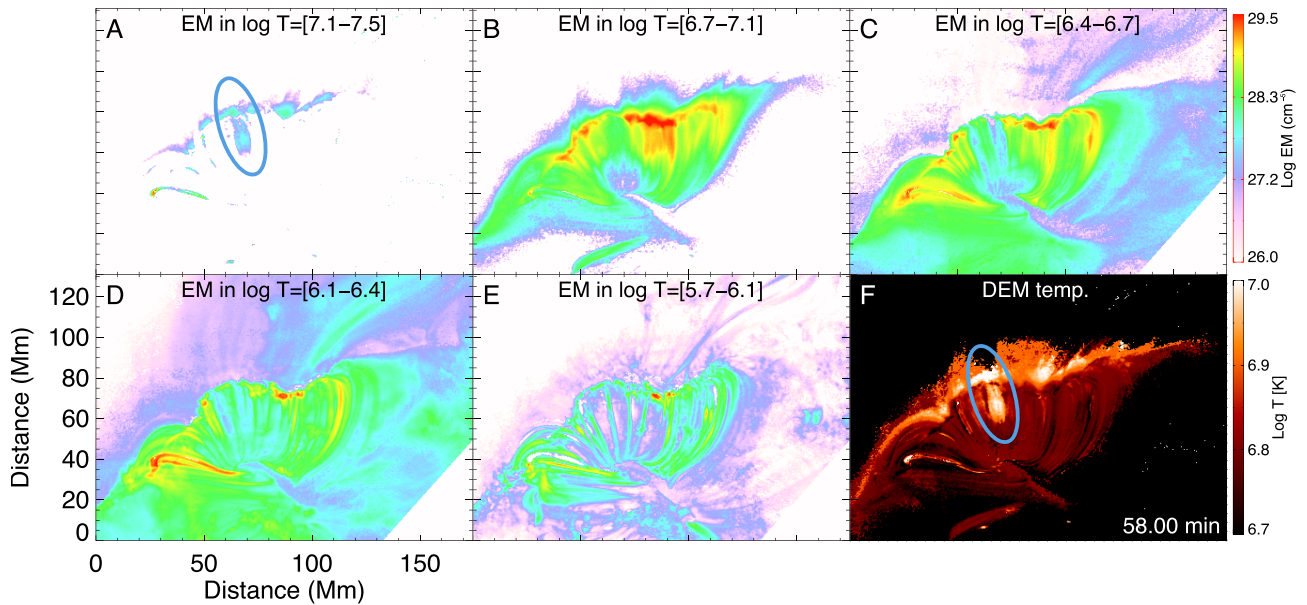 A EM in log T=[7.1–7.5]
B EM in log T=[6.7–7.1]
C EM in log T=[6.4–6.7]
29.5
28.3
27.2
26.0
Log EM (cm⁻⁵)
D EM in log T=[6.1–6.4]
E EM in log T=[5.7–6.1]
F DEM temp.
58.00 min
7.0
6.9
6.8
6.7
Log T [K]
120
100
80
60
40
20
0
Distance (Mm)
0 50 100 150
Distance (Mm)